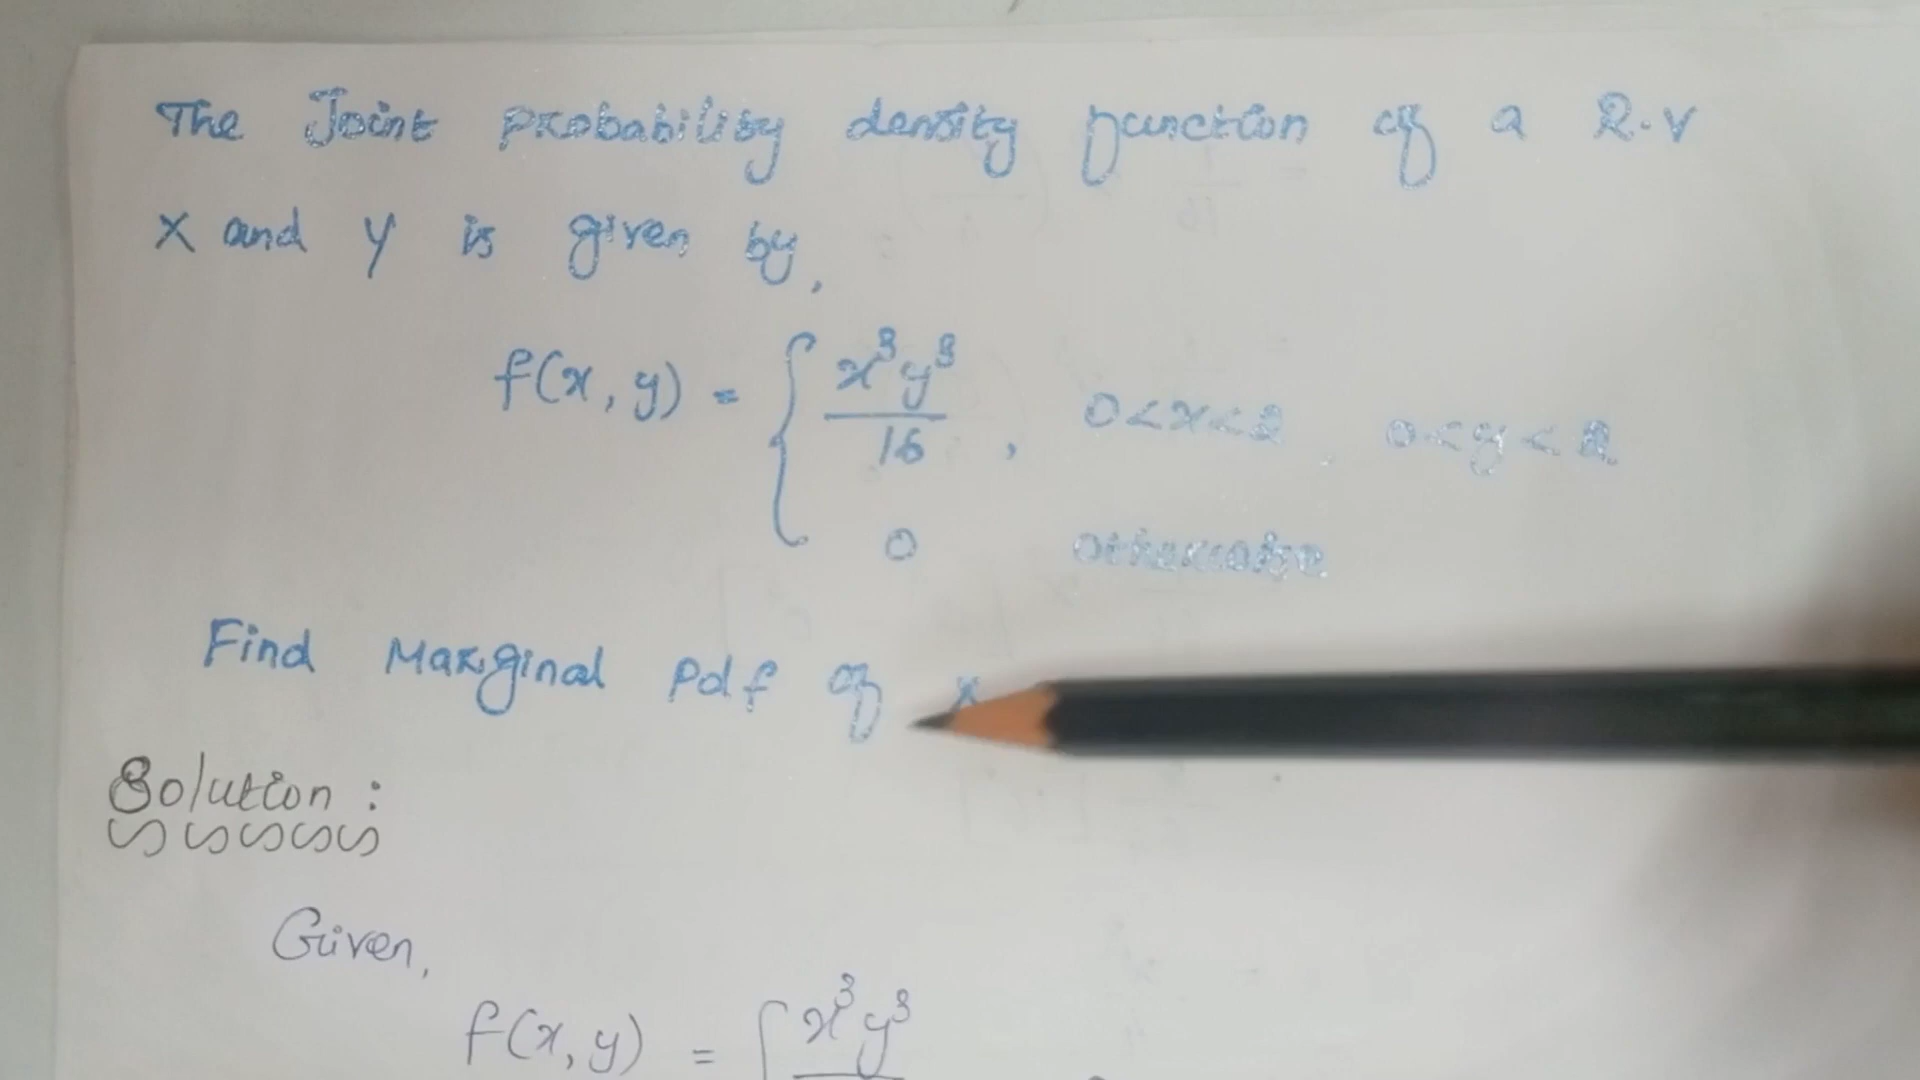 The Joint probability density function of a R.V
X and Y is given by,
f(x, y) = { x³y³/16 , 0<x<2, 0<y<2
0 otherwise
Find Marginal Pdf of X
Solution :
Given,
f(x, y) = { x³y³